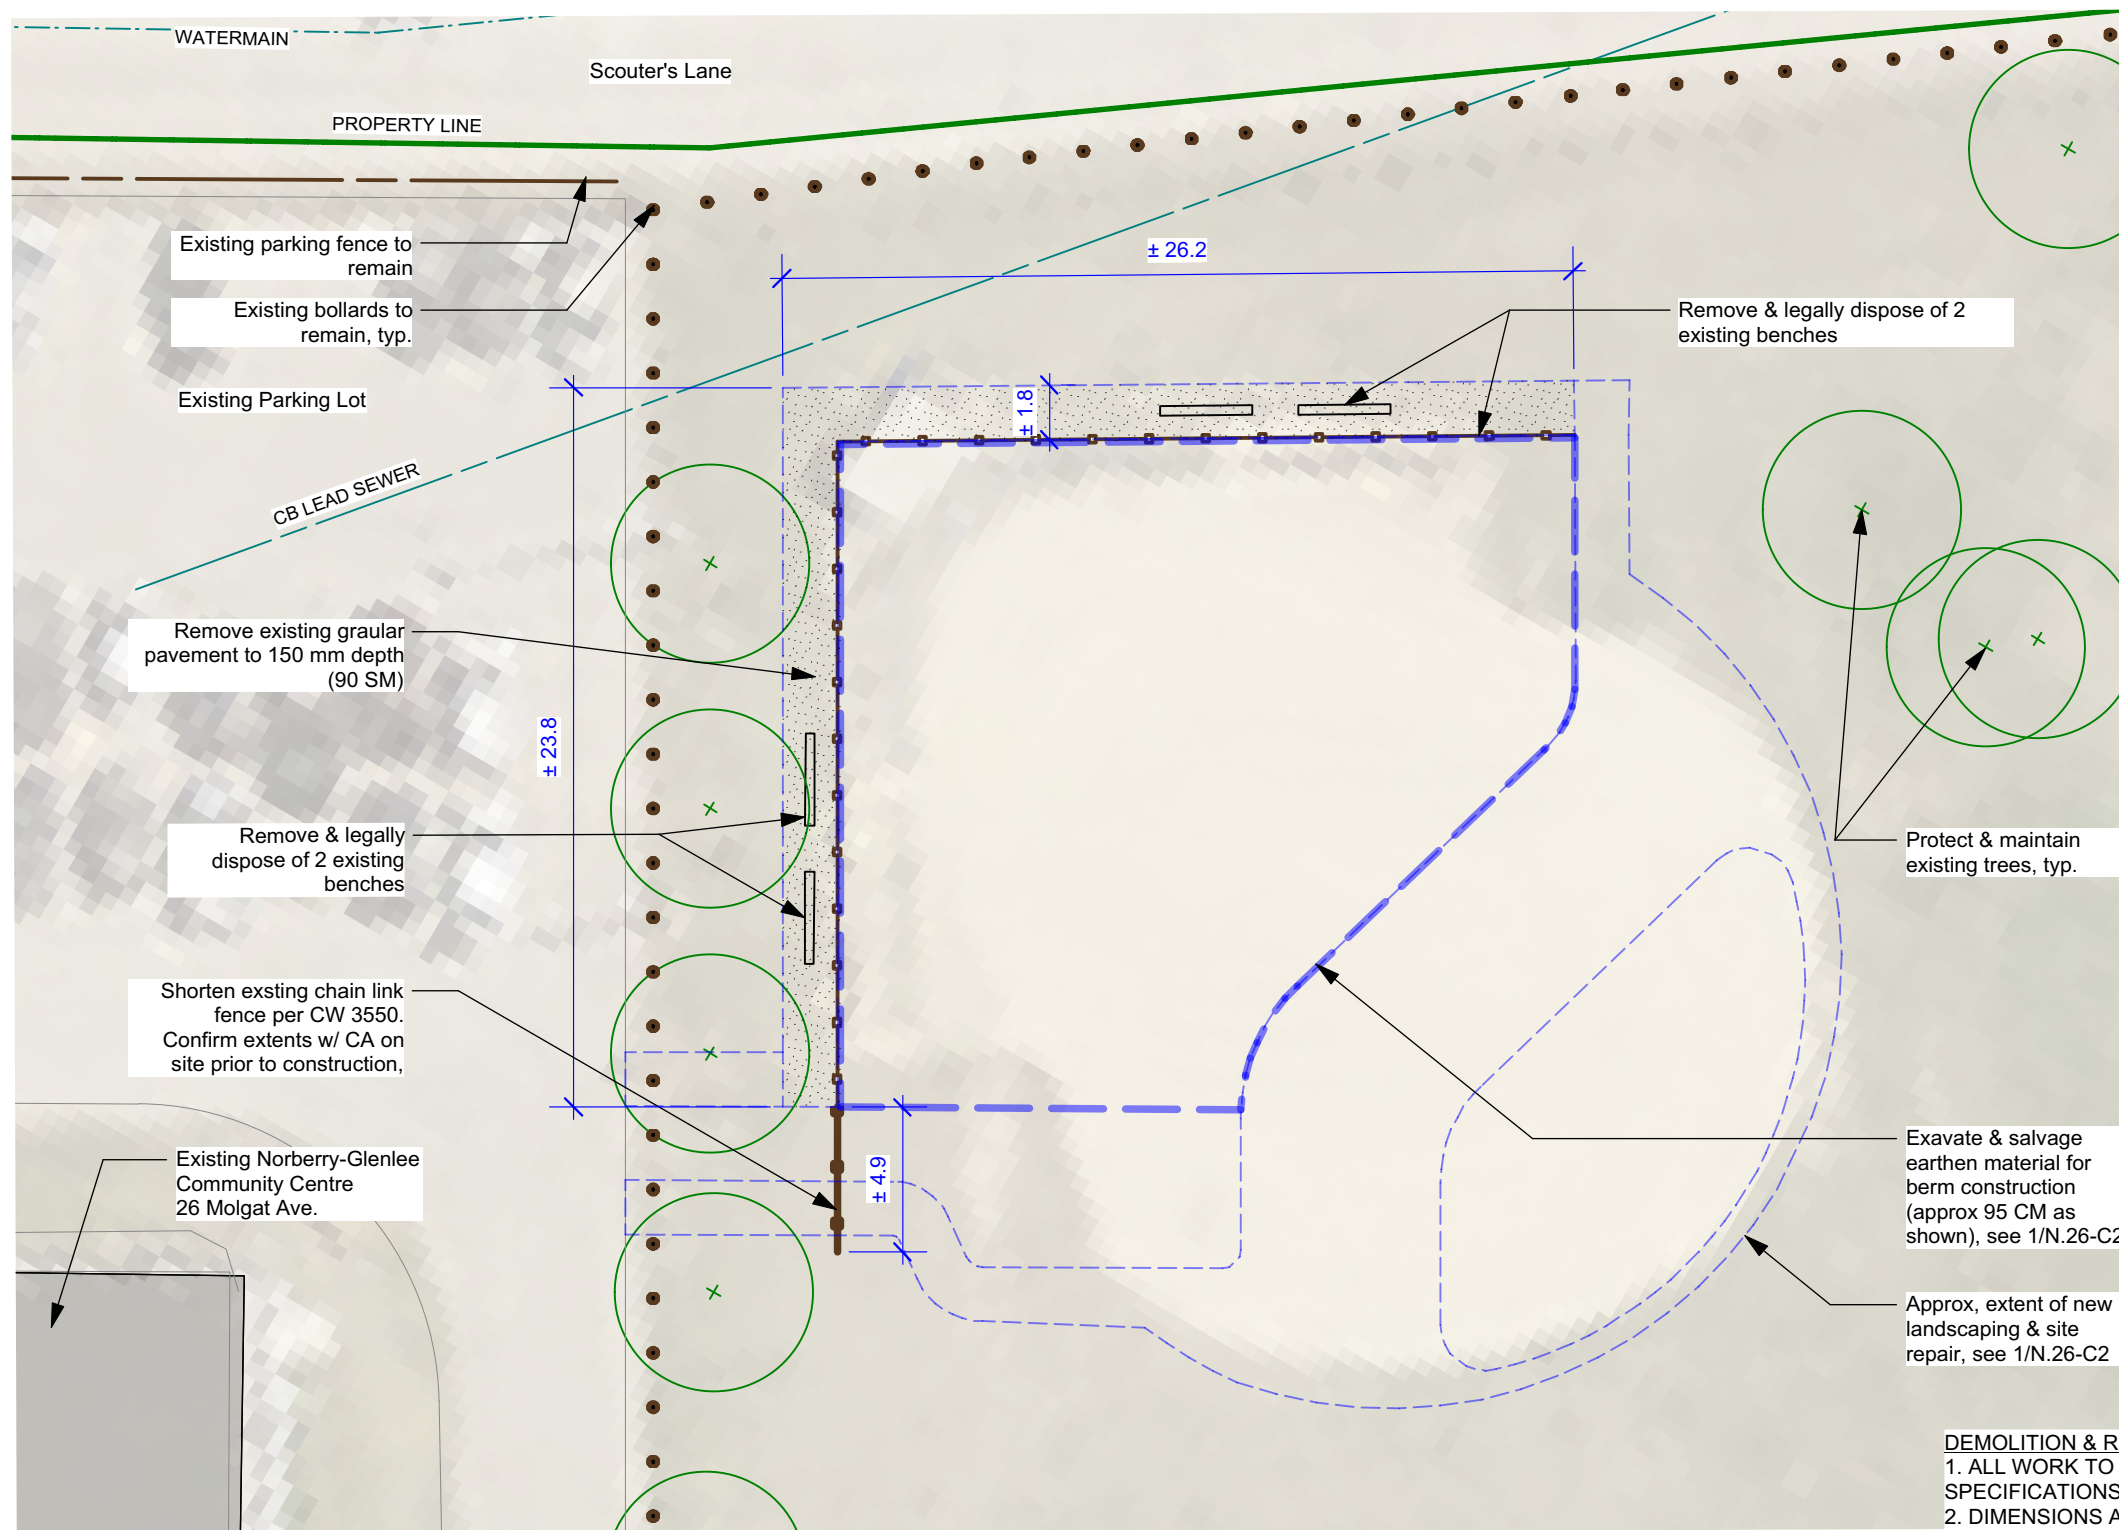 WATERMAIN
Scouter's Lane
PROPERTY LINE
Existing parking fence to
remain
Existing bollards to
remain, typ.
Existing Parking Lot
CB LEAD SEWER
± 26.2
± 1.8
Remove & legally dispose of 2
existing benches
Remove existing graular
pavement to 150 mm depth
(90 SM)
± 23.8
Remove & legally
dispose of 2 existing
benches
Protect & maintain
existing trees, typ.
Shorten exsting chain link
fence per CW 3550.
Confirm extents w/ CA on
site prior to construction,
Existing Norberry-Glenlee
Community Centre
26 Molgat Ave.
± 4.9
Exavate & salvage
earthen material for
berm construction
(approx 95 CM as
shown), see 1/N.26-C2
Approx, extent of new
landscaping & site
repair, see 1/N.26-C2
DEMOLITION & R
1. ALL WORK TO
SPECIFICATIONS
2. DIMENSIONS A